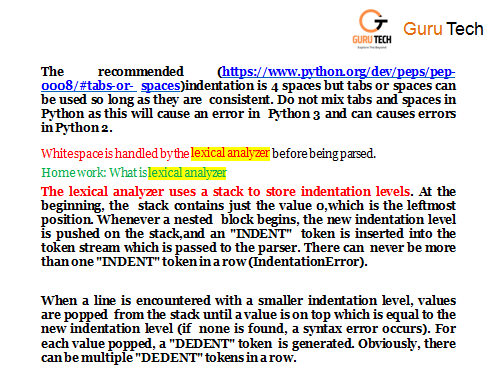 GURU TECH
Explore The Beyond
Guru Tech
The recommended (https://www.python.org/dev/peps/pep-
0008/#tabs-or- spaces)indentation is 4 spaces but tabs or spaces can
be used so long as they are consistent. Do not mix tabs and spaces in
Python as this will cause an error in Python 3 and can causes errors
in Python 2.
Whitespace is handled by the lexical analyzer before being parsed.
Home work: What is lexical analyzer
The lexical analyzer uses a stack to store indentation levels. At the
beginning, the stack contains just the value 0,which is the leftmost
position. Whenever a nested block begins, the new indentation level
is pushed on the stack,and an "INDENT" token is inserted into the
token stream which is passed to the parser. There can never be more
than one "INDENT" token in a row (IndentationError).
When a line is encountered with a smaller indentation level, values
are popped from the stack until a value is on top which is equal to the
new indentation level (if none is found, a syntax error occurs). For
each value popped, a "DEDENT" token is generated. Obviously, there
can be multiple "DEDENT" tokens in a row.